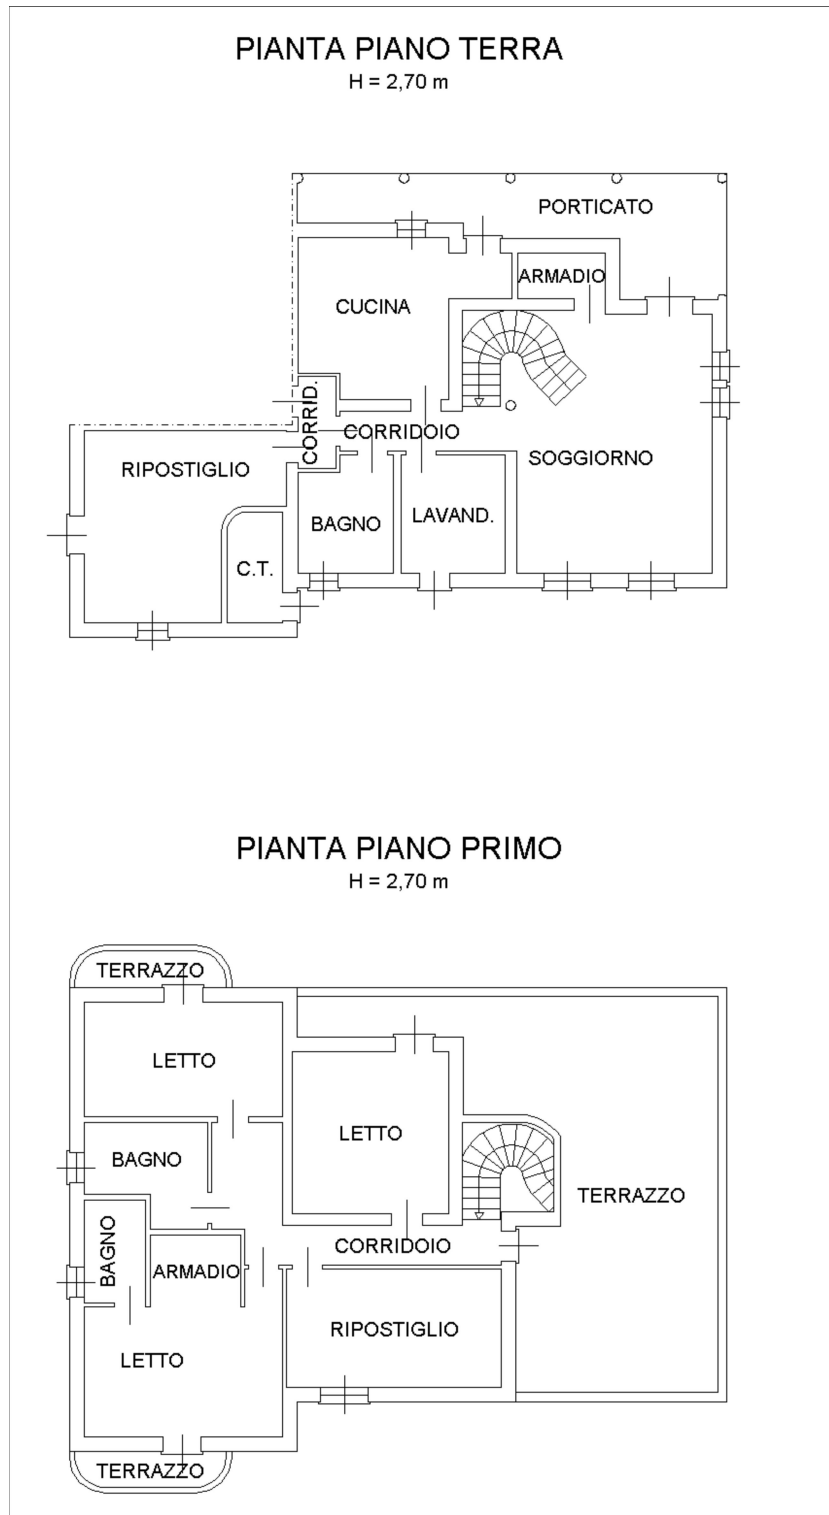 PIANTA PIANO TERRA
H = 2,70 m
PORTICATO
ARMADIO
CUCINA
CORRID.
CORRIDOIO
SOGGIORNO
RIPOSTIGLIO
BAGNO
LAVAND.
C.T.
PIANTA PIANO PRIMO
H = 2,70 m
TERRAZZO
LETTO
LETTO
BAGNO
TERRAZZO
CORRIDOIO
BAGNO
ARMADIO
RIPOSTIGLIO
LETTO
TERRAZZO